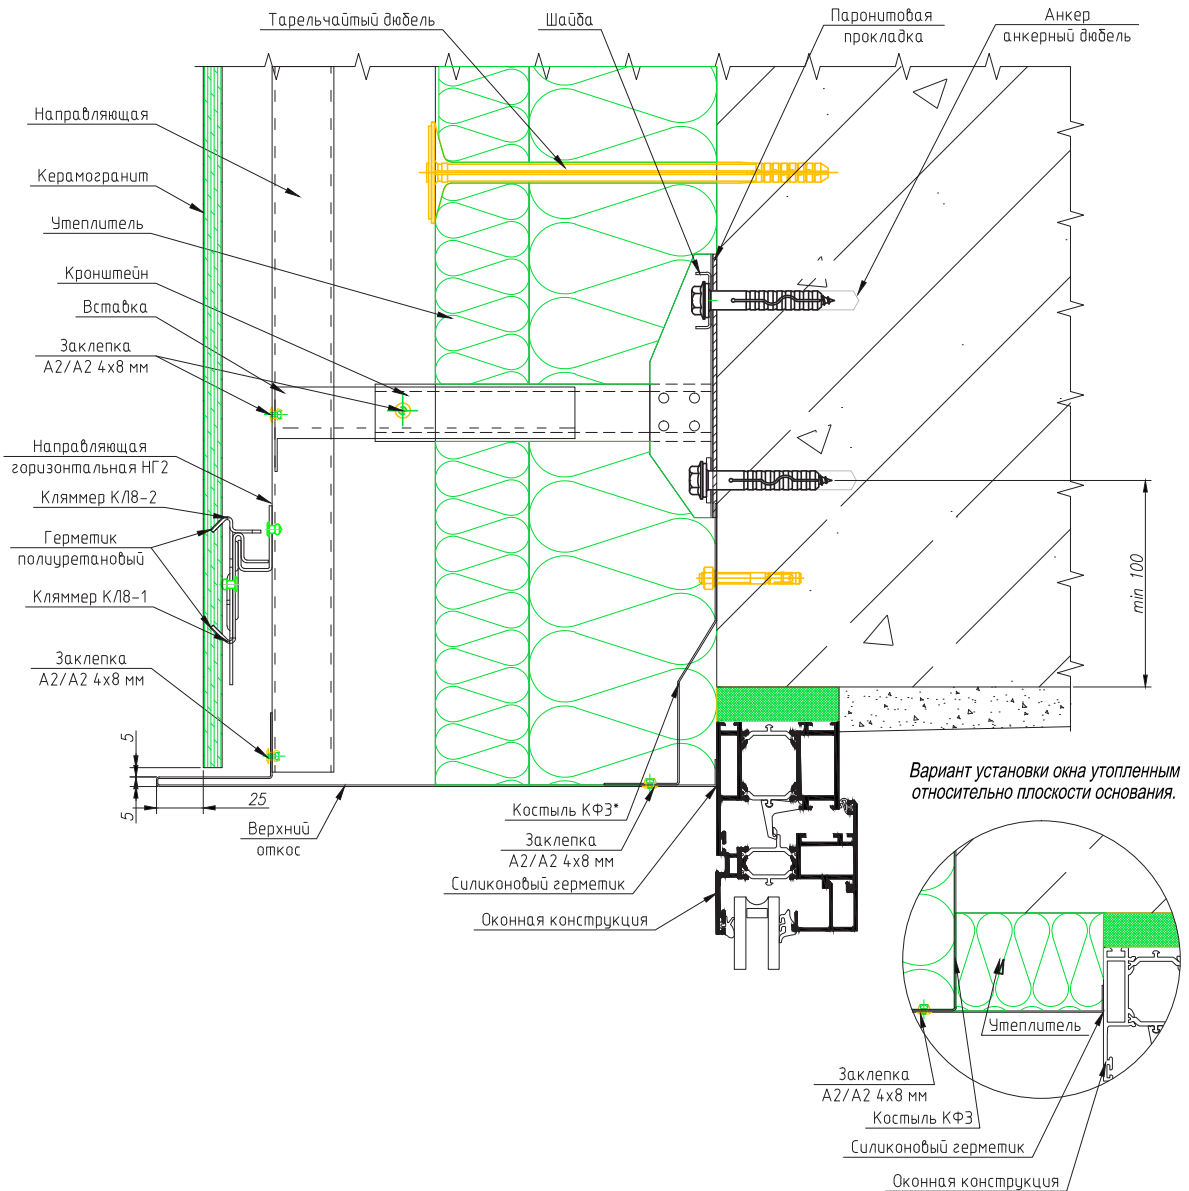 Тарельчайтый дюбель
Шайба
Паронитовая
прокладка
Анкер
анкерный дюбель
Направляющая
Керамогранит
Утеплитель
Кронштейн
Вставка
Заклепка
А2/А2 4х8 мм
Направляющая
горизонтальная НГ2
Кляммер КЛ8-2
Герметик
полиуретановый
Кляммер КЛ8-1
Заклепка
А2/А2 4х8 мм
5
5
25
Верхний
откос
min 100
Костыль КФЗ*
Заклепка
А2/А2 4х8 мм
Силиконовый герметик
Оконная конструкция
Вариант установки окна утопленным
относительно плоскости основания.
Утеплитель
Заклепка
А2/А2 4х8 мм
Костыль КФЗ
Силиконовый герметик
Оконная конструкция